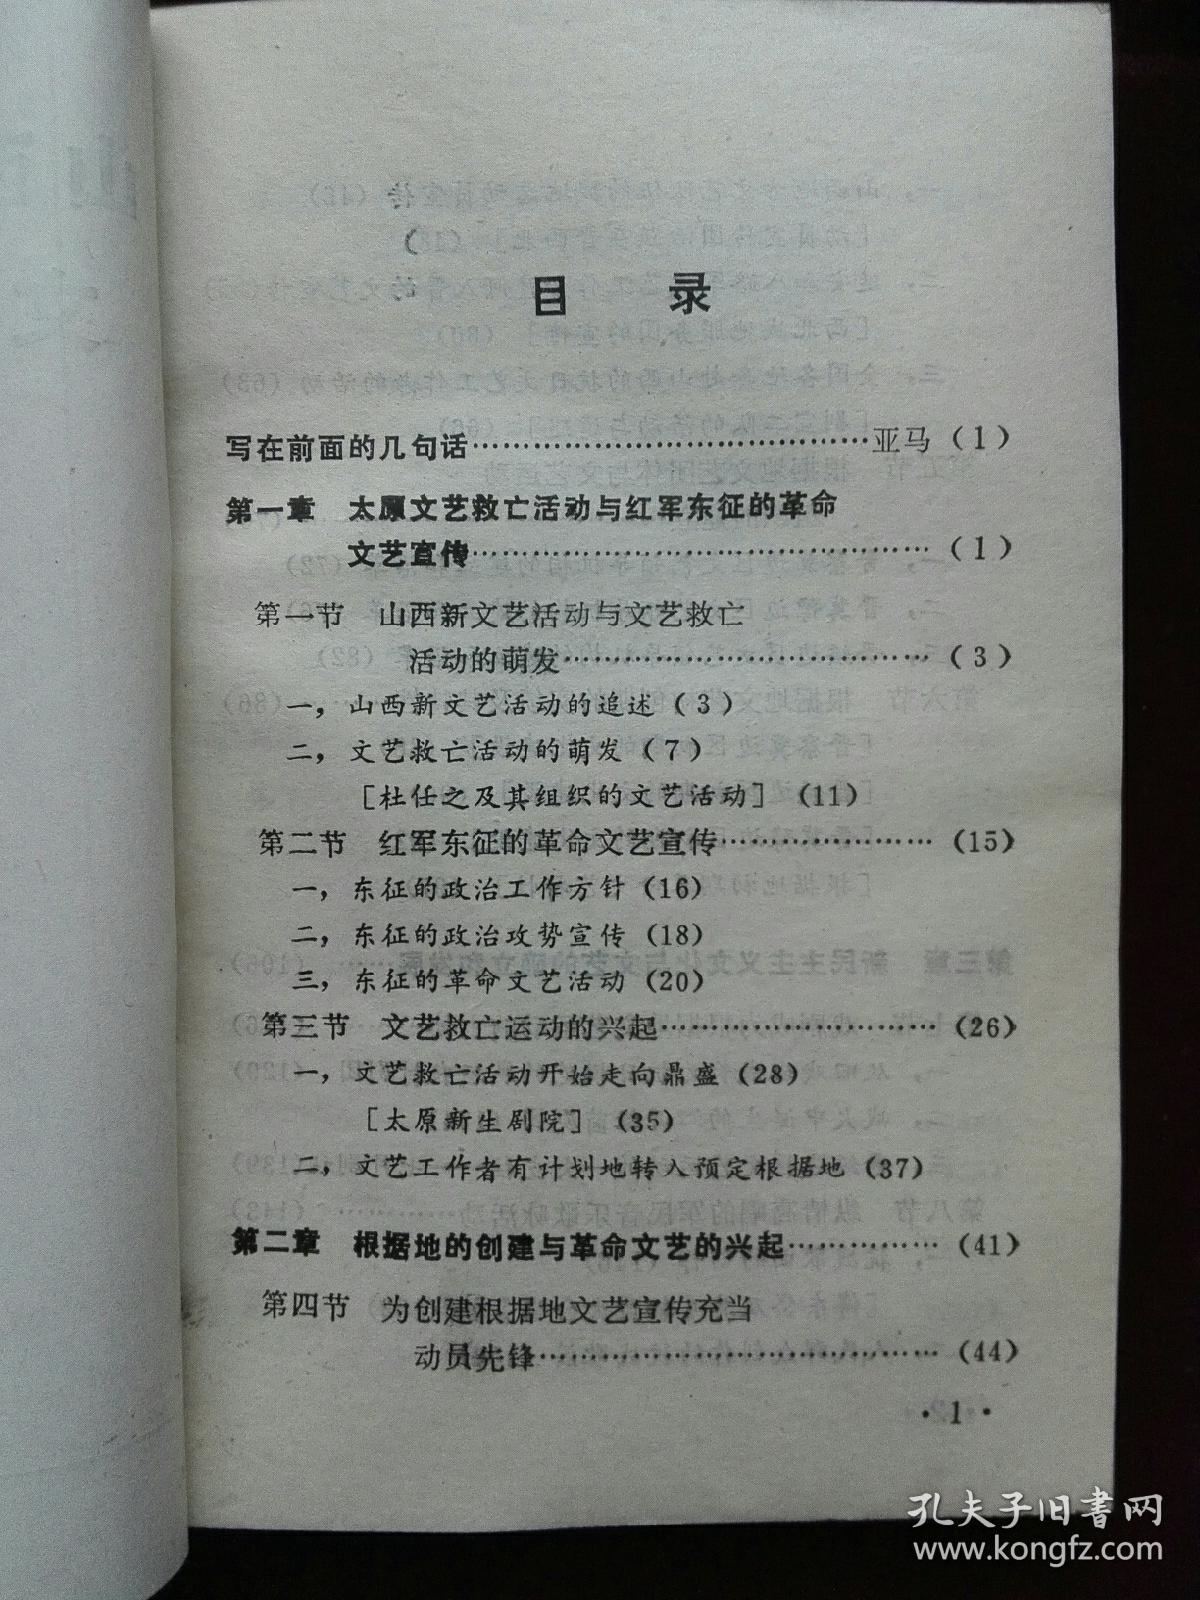 目 录
写在前面的几句话……………………………………亚马（1）
第一章 太原文艺救亡活动与红军东征的革命
文艺宣传………………………………………（1）
第一节 山西新文艺活动与文艺救亡
活动的萌发………………………………（3）
一，山西新文艺活动的追述（3）
二，文艺救亡活动的萌发（7）
［杜任之及其组织的文艺活动］（11）
第二节 红军东征的革命文艺宣传…………………（15）
一，东征的政治工作方针（16）
二，东征的政治攻势宣传（18）
三，东征的革命文艺活动（20）
第三节 文艺救亡运动的兴起………………………（26）
一，文艺救亡活动开始走向鼎盛（28）
［太原新生剧院］（35）
二，文艺工作者有计划地转入预定根据地（37）
第二章 根据地的创建与革命文艺的兴起……………（41）
第四节 为创建根据地文艺宣传充当
动员先锋…………………………………（44）
·1·
孔夫子旧书网
www.kongfz.com